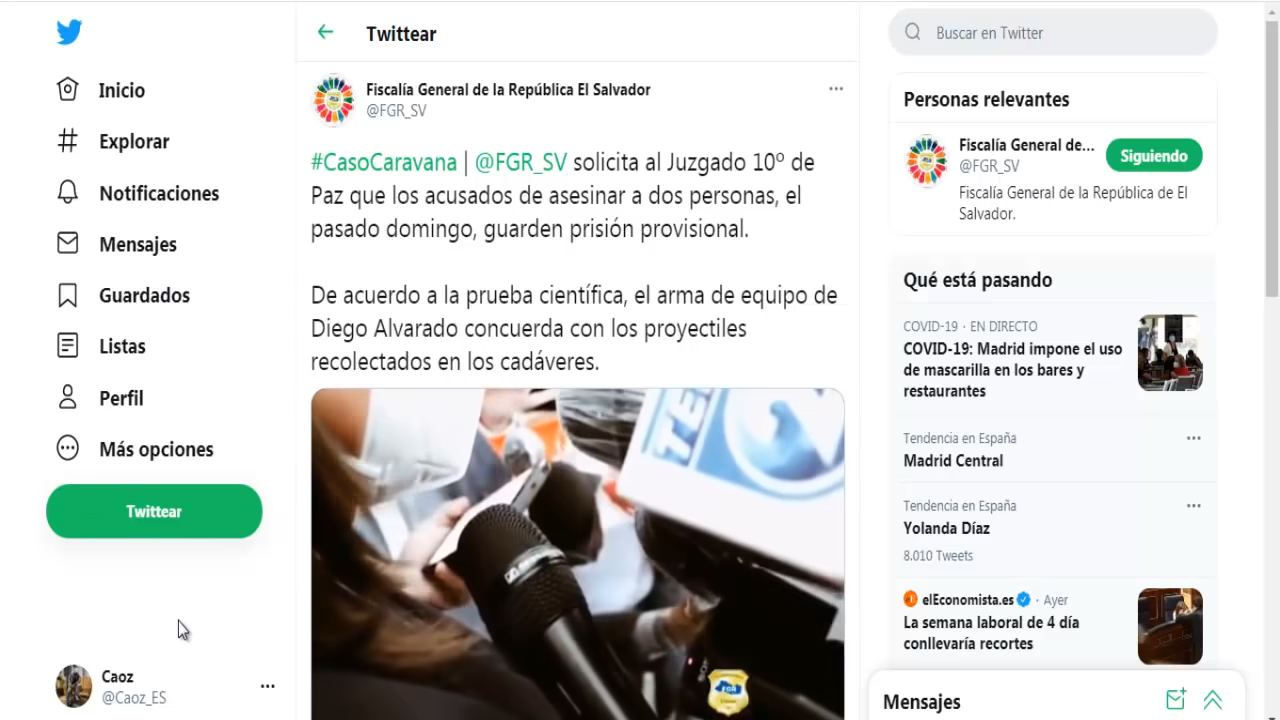 Inicio
Explorar
Notificaciones
Mensajes
Guardados
Listas
Perfil
Más opciones
Twittear
Caoz
@Caoz_ES
Twittear
Fiscalía General de la República El Salvador
@FGR_SV
#CasoCaravana | @FGR_SV solicita al Juzgado 10º de
Paz que los acusados de asesinar a dos personas, el
pasado domingo, guarden prisión provisional.
De acuerdo a la prueba científica, el arma de equipo de
Diego Alvarado concuerda con los proyectiles
recolectados en los cadáveres.
FGR
Buscar en Twitter
Personas relevantes
Fiscalía General de...
@FGR_SV
Siguiendo
Fiscalía General de la República de El
Salvador.
Qué está pasando
COVID-19 · EN DIRECTO
COVID-19: Madrid impone el uso
de mascarilla en los bares y
restaurantes
Tendencia en España
Madrid Central
Tendencia en España
Yolanda Díaz
8.010 Tweets
elEconomista.es · Ayer
La semana laboral de 4 día
conllevaría recortes
Mensajes